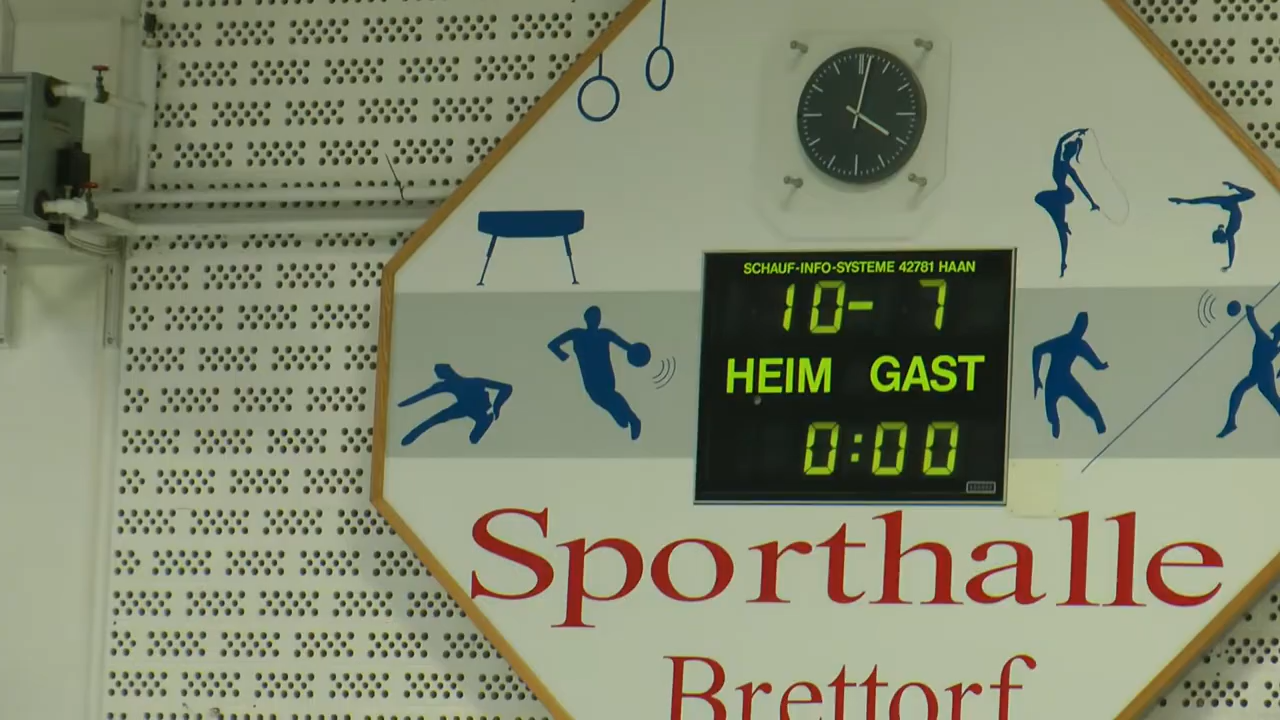 SCHAUF-INFO-SYSTEME 42781 HAAN
10- 7
HEIM GAST
0:00
Sporthalle
Brettorf